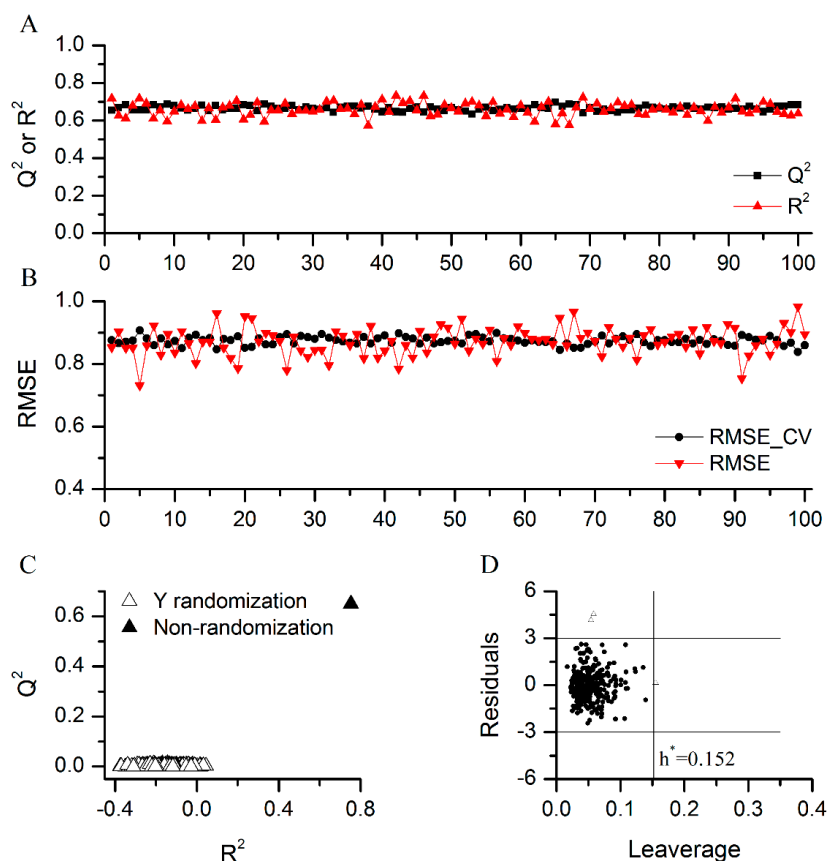 A
1.0
0.8
0.6
0.4
0.2
0.0
Q² or R²
Q²
R²
0 10 20 30 40 50 60 70 80 90 100
B
1.0
0.8
0.6
0.4
RMSE
RMSE_CV
RMSE
0 10 20 30 40 50 60 70 80 90 100
C
Y randomization
Non-randomization
0.6
0.4
0.2
0.0
Q²
-0.4 0.0 0.4 0.8
R²
D
6
3
0
-3
-6
Residuals
h*=0.152
0.0 0.1 0.2 0.3 0.4
Leaverage